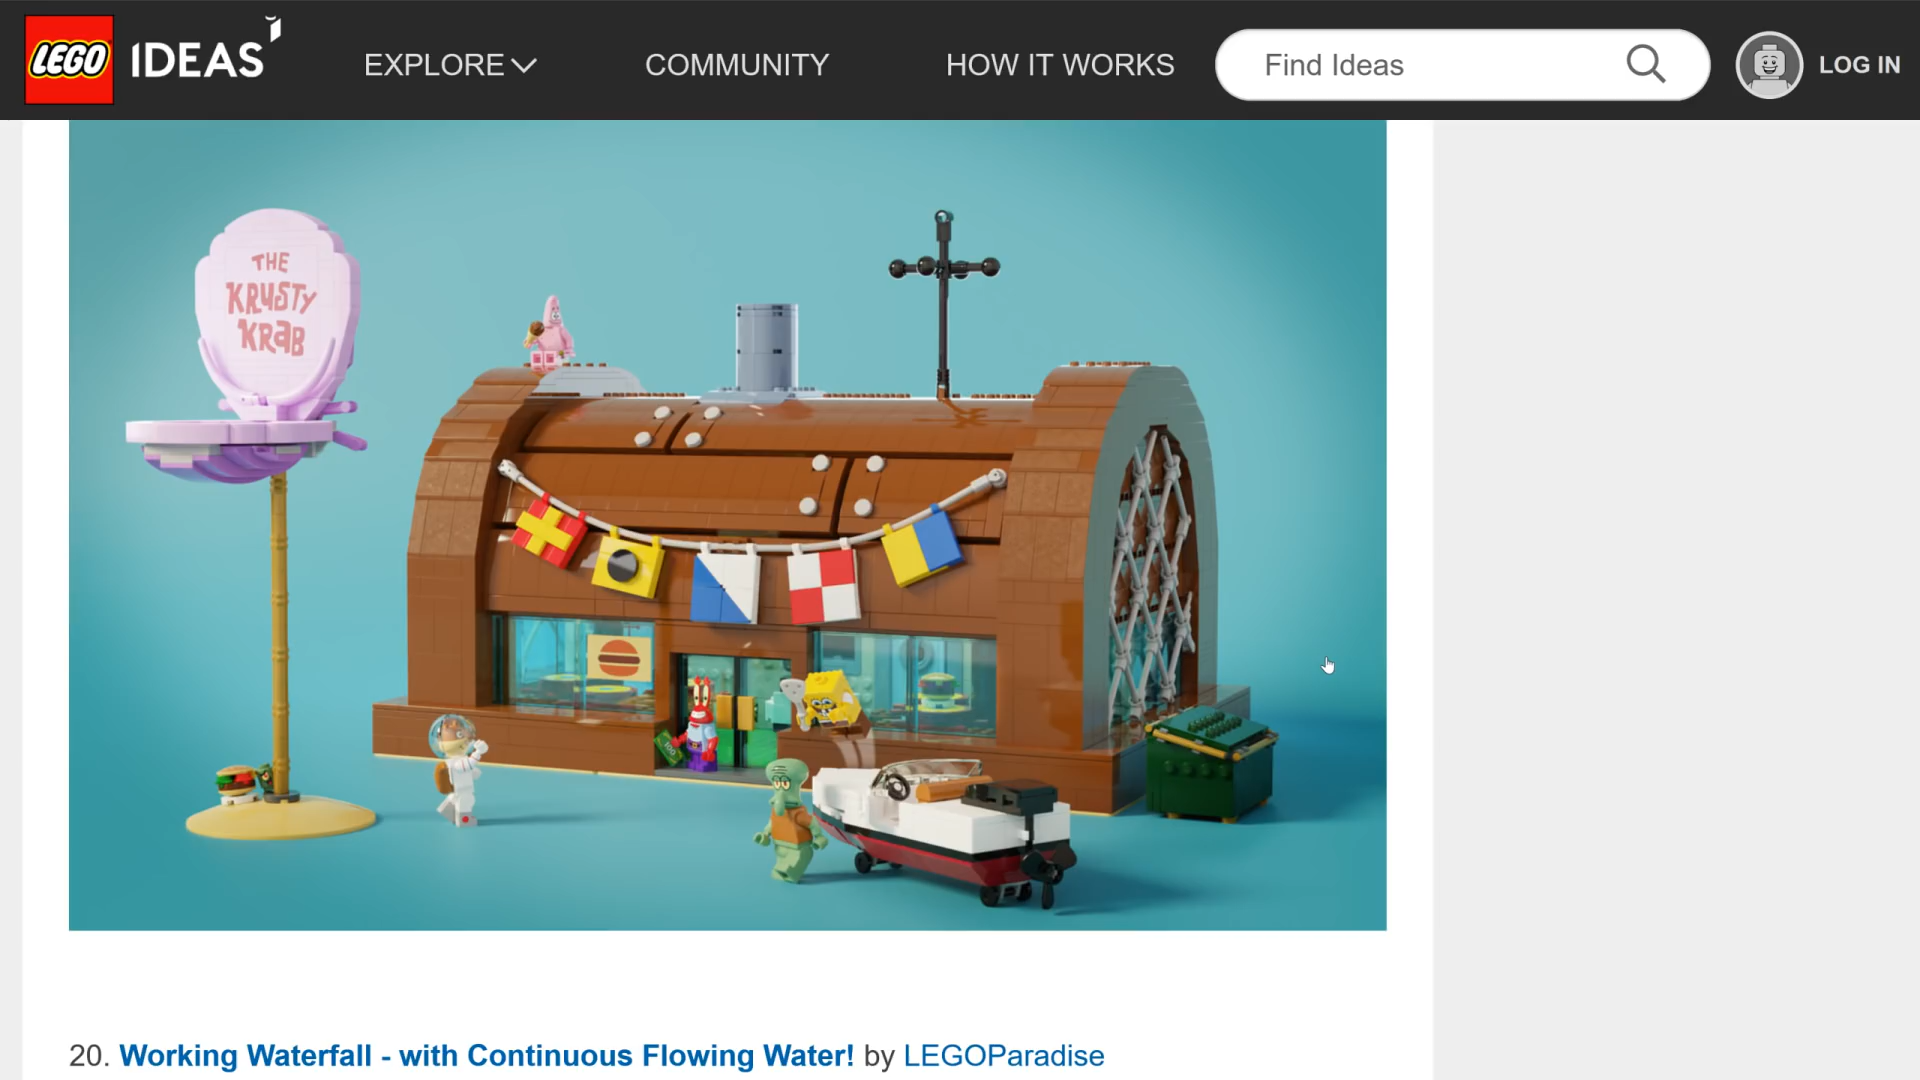 LEGO IDEAS
EXPLORE
COMMUNITY
HOW IT WORKS
Find Ideas
LOG IN
THE
KRUSTY
KRAB
100
20. Working Waterfall - with Continuous Flowing Water! by LEGOParadise